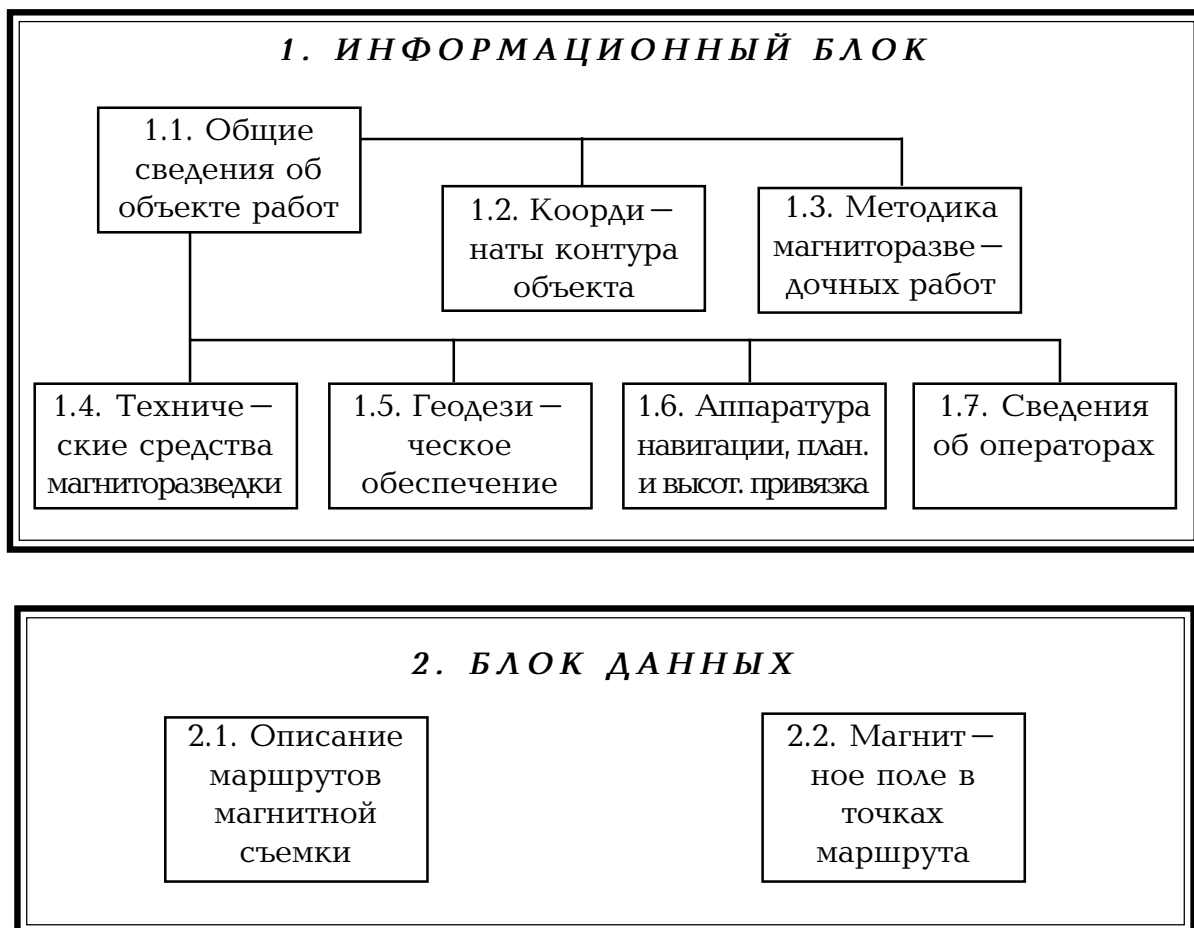 1. ИНФОРМАЦИОННЫЙ БЛОК
1.1. Общие
сведения об
объекте работ
1.2. Коорди—
наты контура
объекта
1.3. Методика
магниторазве—
дочных работ
1.4. Техниче—
ские средства
магниторазведки
1.5. Геодези—
ческое
обеспечение
1.6. Аппаратура
навигации, план.
и высот. привязка
1.7. Сведения
об операторах
2. БЛОК ДАННЫХ
2.1. Описание
маршрутов
магнитной
съемки
2.2. Магнит—
ное поле в
точках
маршрута